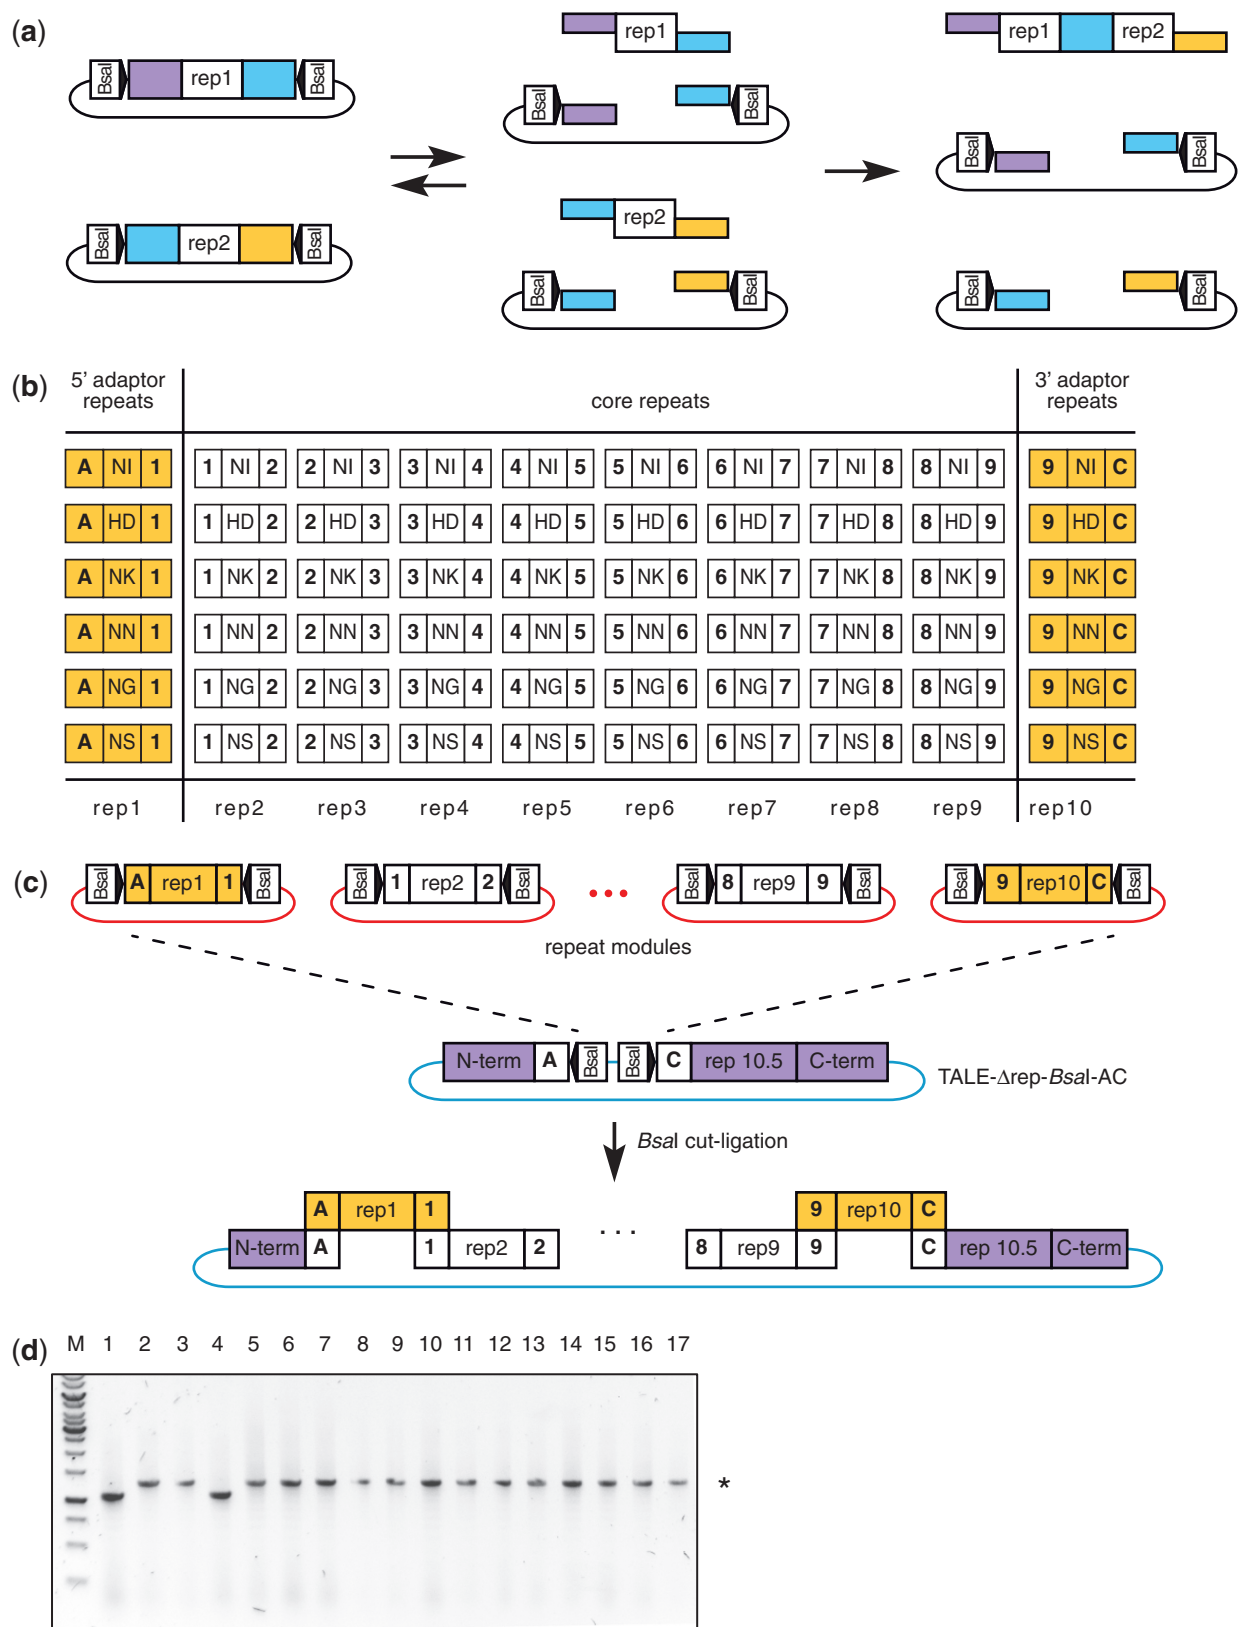 (a)
BsaI rep1 BsaI
BsaI rep2 BsaI
rep1
BsaI BsaI
rep2
BsaI BsaI
rep1 rep2
BsaI BsaI
BsaI BsaI
(b)
5’ adaptor repeats core repeats 3’ adaptor repeats
A NI 1 1 NI 2 2 NI 3 3 NI 4 4 NI 5 5 NI 6 6 NI 7 7 NI 8 8 NI 9 9 NI C
A HD 1 1 HD 2 2 HD 3 3 HD 4 4 HD 5 5 HD 6 6 HD 7 7 HD 8 8 HD 9 9 HD C
A NK 1 1 NK 2 2 NK 3 3 NK 4 4 NK 5 5 NK 6 6 NK 7 7 NK 8 8 NK 9 9 NK C
A NN 1 1 NN 2 2 NN 3 3 NN 4 4 NN 5 5 NN 6 6 NN 7 7 NN 8 8 NN 9 9 NN C
A NG 1 1 NG 2 2 NG 3 3 NG 4 4 NG 5 5 NG 6 6 NG 7 7 NG 8 8 NG 9 9 NG C
A NS 1 1 NS 2 2 NS 3 3 NS 4 4 NS 5 5 NS 6 6 NS 7 7 NS 8 8 NS 9 9 NS C
rep1 rep2 rep3 rep4 rep5 rep6 rep7 rep8 rep9 rep10
(c)
BsaI A rep1 1 BsaI BsaI 1 rep2 2 BsaI ... BsaI 8 rep9 9 BsaI BsaI 9 rep10 C BsaI
repeat modules
N-term A BsaI BsaI C rep 10.5 C-term
TALE-Δrep-BsaI-AC
BsaI cut-ligation
A rep1 1 ... 9 rep10 C
N-term A 1 rep2 2 8 rep9 9 C rep 10.5 C-term
(d)
M 1 2 3 4 5 6 7 8 9 10 11 12 13 14 15 16 17
*